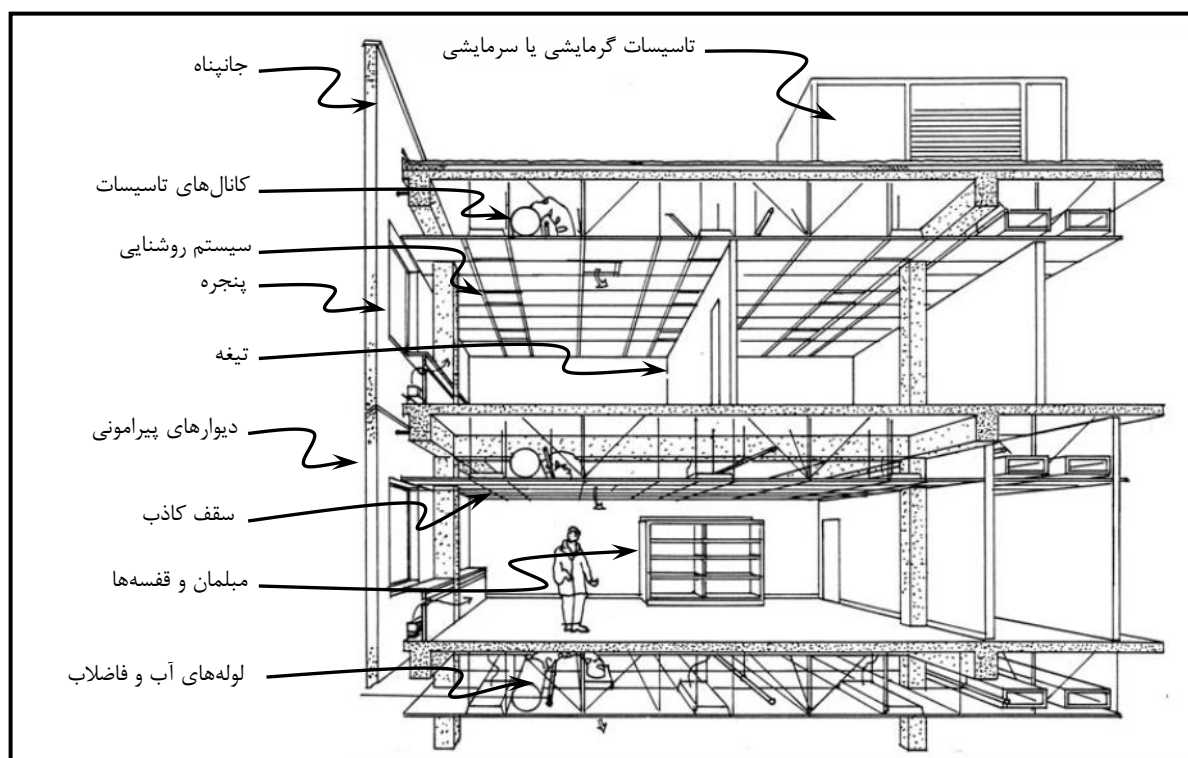 تاسیسات گرمایشی یا سرمایشی
جانپناه
کانال‌های تاسیسات
سیستم روشنایی
پنجره
تیغه
دیوارهای پیرامونی
سقف کاذب
مبلمان و قفسه‌ها
لوله‌های آب و فاضلاب